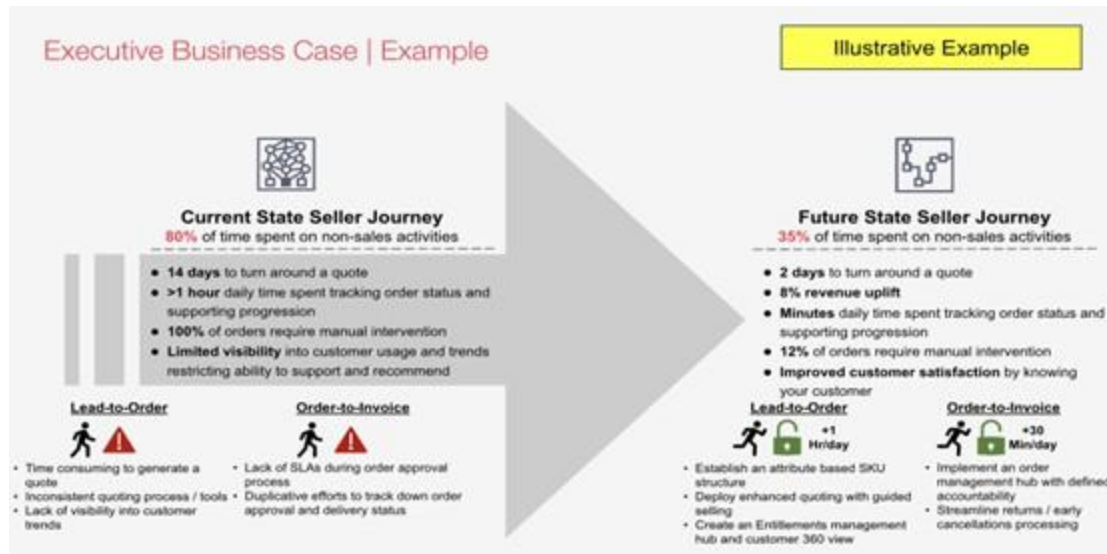 Executive Business Case | Example
Illustrative Example
Current State Seller Journey
80% of time spent on non-sales activities
• 14 days to turn around a quote
• >1 hour daily time spent tracking order status and
supporting progression
• 100% of orders require manual intervention
• Limited visibility into customer usage and trends
restricting ability to support and recommend
Lead-to-Order
• Time consuming to generate a
quote
• Inconsistent quoting process / tools
• Lack of visibility into customer
trends
Order-to-Invoice
• Lack of SLAs during order approval
process
• Duplicative efforts to track down order
approval and delivery status
Future State Seller Journey
35% of time spent on non-sales activities
• 2 days to turn around a quote
• 8% revenue uplift
• Minutes daily time spent tracking order status and
supporting progression
• 12% of orders require manual intervention
• Improved customer satisfaction by knowing
your customer
Lead-to-Order
+1
Hr/day
• Establish an attribute based SKU
structure
• Deploy enhanced quoting with guided
selling
• Create an Entitlements management
hub and customer 360 view
Order-to-Invoice
+30
Min/day
• Implement an order
management hub with defined
accountability
• Streamline returns / early
cancellations processing